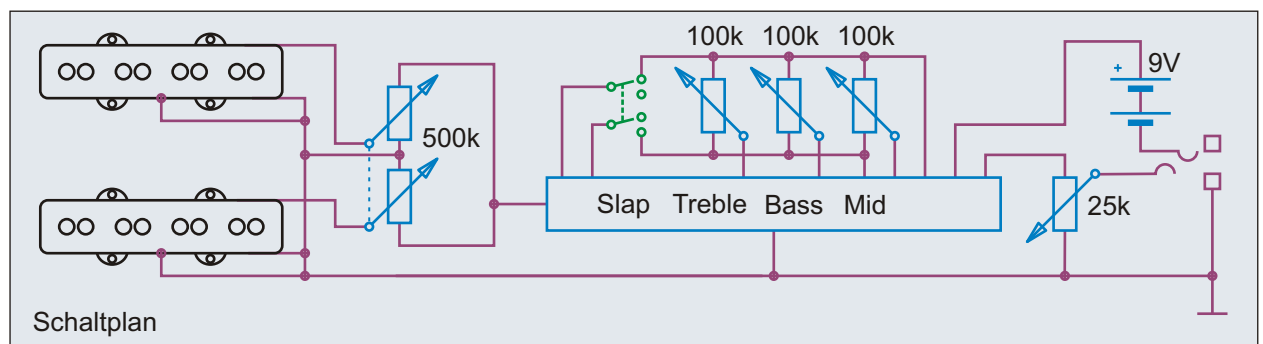 100k 100k 100k
+ 9V
500k
Slap Treble Bass Mid
25k
Schaltplan